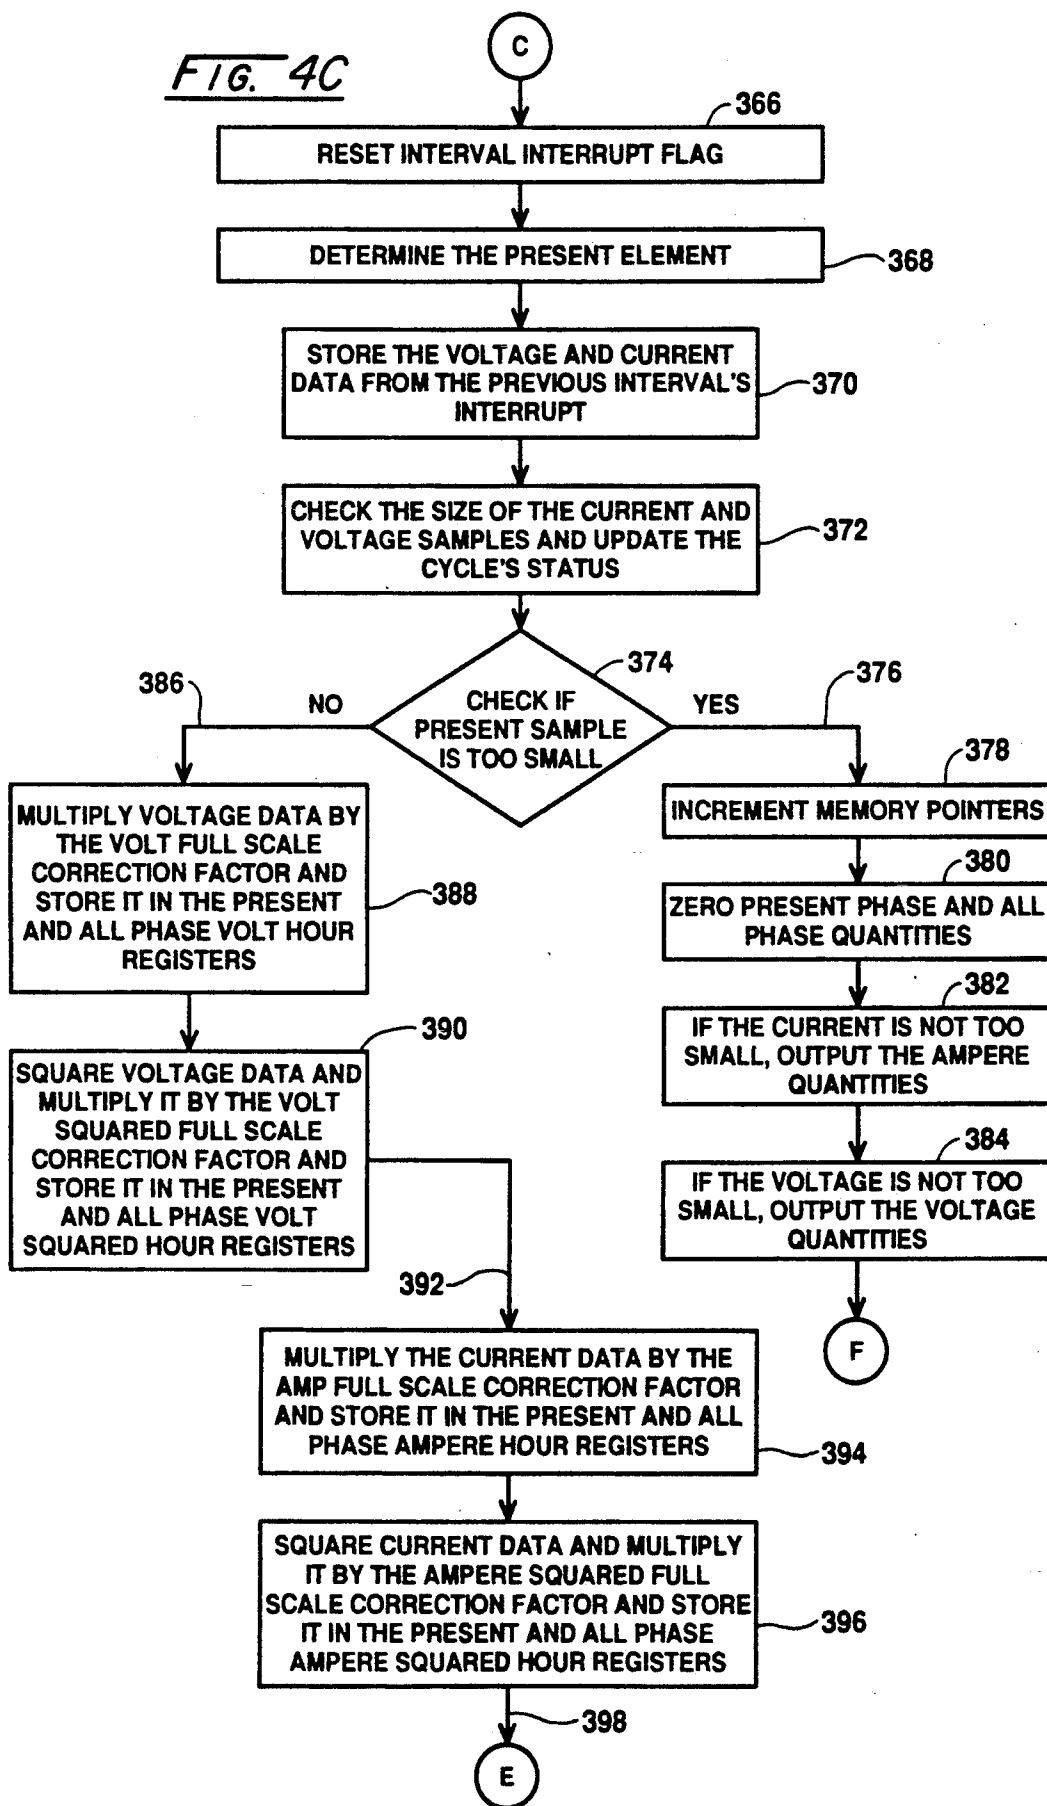 FIG. 4C
C
366
RESET INTERVAL INTERRUPT FLAG
DETERMINE THE PRESENT ELEMENT
368
STORE THE VOLTAGE AND CURRENT
DATA FROM THE PREVIOUS INTERVAL'S
INTERRUPT
370
CHECK THE SIZE OF THE CURRENT AND
VOLTAGE SAMPLES AND UPDATE THE
CYCLE'S STATUS
372
374
CHECK IF
PRESENT SAMPLE
IS TOO SMALL
386
NO
YES
376
MULTIPLY VOLTAGE DATA BY
THE VOLT FULL SCALE
CORRECTION FACTOR AND
STORE IT IN THE PRESENT
AND ALL PHASE VOLT HOUR
REGISTERS
388
390
SQUARE VOLTAGE DATA AND
MULTIPLY IT BY THE VOLT
SQUARED FULL SCALE
CORRECTION FACTOR AND
STORE IT IN THE PRESENT
AND ALL PHASE VOLT
SQUARED HOUR REGISTERS
378
INCREMENT MEMORY POINTERS
380
ZERO PRESENT PHASE AND ALL
PHASE QUANTITIES
382
IF THE CURRENT IS NOT TOO
SMALL, OUTPUT THE AMPERE
QUANTITIES
384
IF THE VOLTAGE IS NOT TOO
SMALL, OUTPUT THE VOLTAGE
QUANTITIES
F
392
MULTIPLY THE CURRENT DATA BY THE
AMP FULL SCALE CORRECTION FACTOR
AND STORE IT IN THE PRESENT AND ALL
PHASE AMPERE HOUR REGISTERS
394
SQUARE CURRENT DATA AND MULTIPLY
IT BY THE AMPERE SQUARED FULL
SCALE CORRECTION FACTOR AND STORE
IT IN THE PRESENT AND ALL PHASE
AMPERE SQUARED HOUR REGISTERS
396
398
E